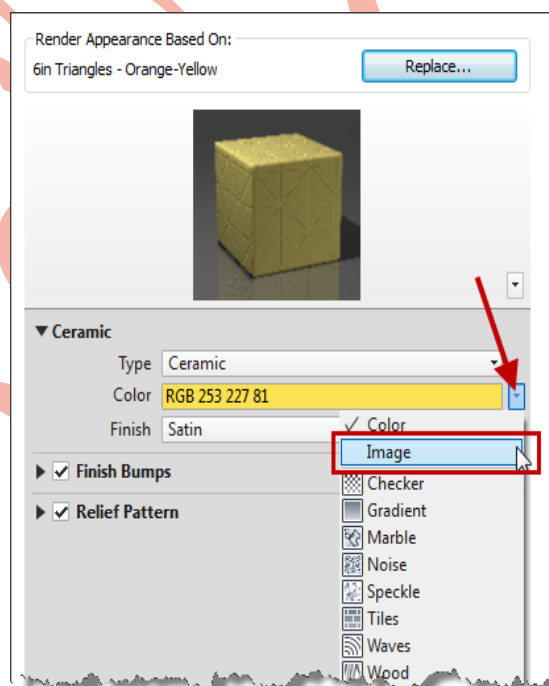 Render Appearance Based On:
6in Triangles - Orange-Yellow Replace...
Ceramic
Type Ceramic
Color RGB 253 227 81
Finish Satin
Color
Image
Finish Bumps
Checker
Relief Pattern
Gradient
Marble
Noise
Speckle
Tiles
Waves
Wood